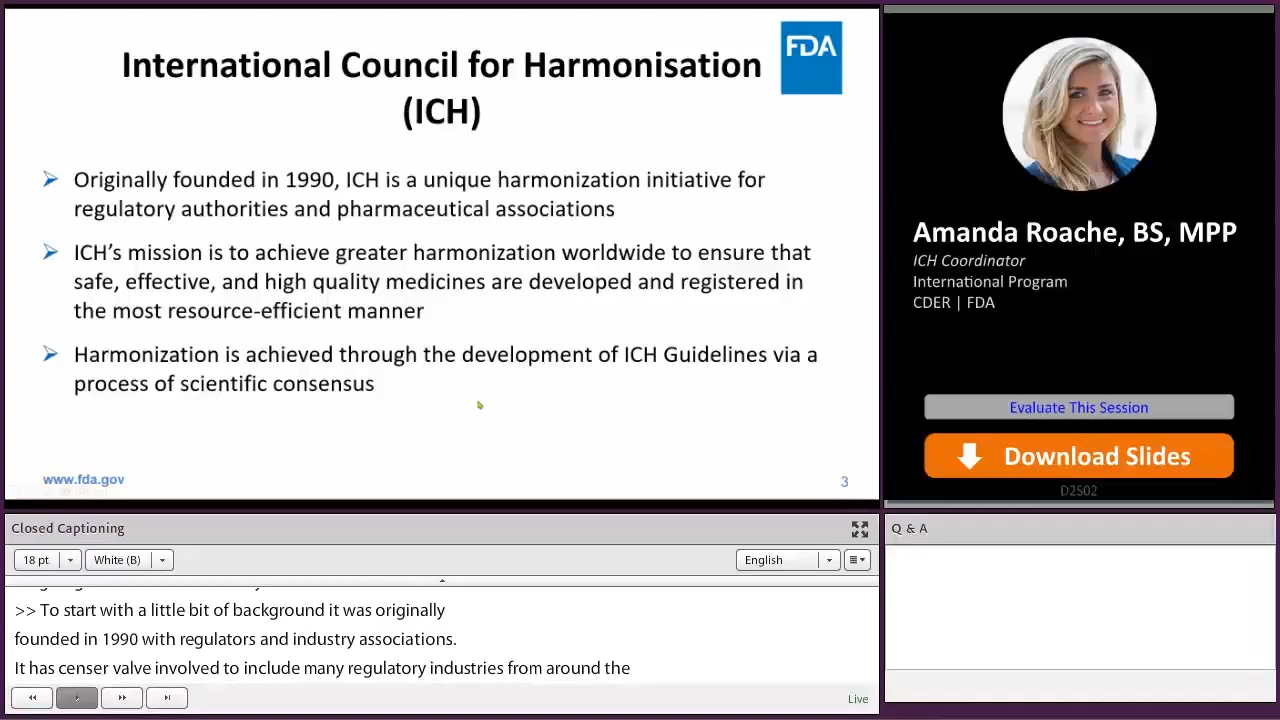 International Council for Harmonisation
(ICH)
FDA
Originally founded in 1990, ICH is a unique harmonization initiative for
regulatory authorities and pharmaceutical associations
ICH’s mission is to achieve greater harmonization worldwide to ensure that
safe, effective, and high quality medicines are developed and registered in
the most resource-efficient manner
Harmonization is achieved through the development of ICH Guidelines via a
process of scientific consensus
www.fda.gov
3
Amanda Roache, BS, MPP
ICH Coordinator
International Program
CDER | FDA
Evaluate This Session
Download Slides
D2S02
Closed Captioning
18 pt
White (B)
English
>> To start with a little bit of background it was originally
founded in 1990 with regulators and industry associations.
It has censer valve involved to include many regulatory industries from around the
Live
Q & A